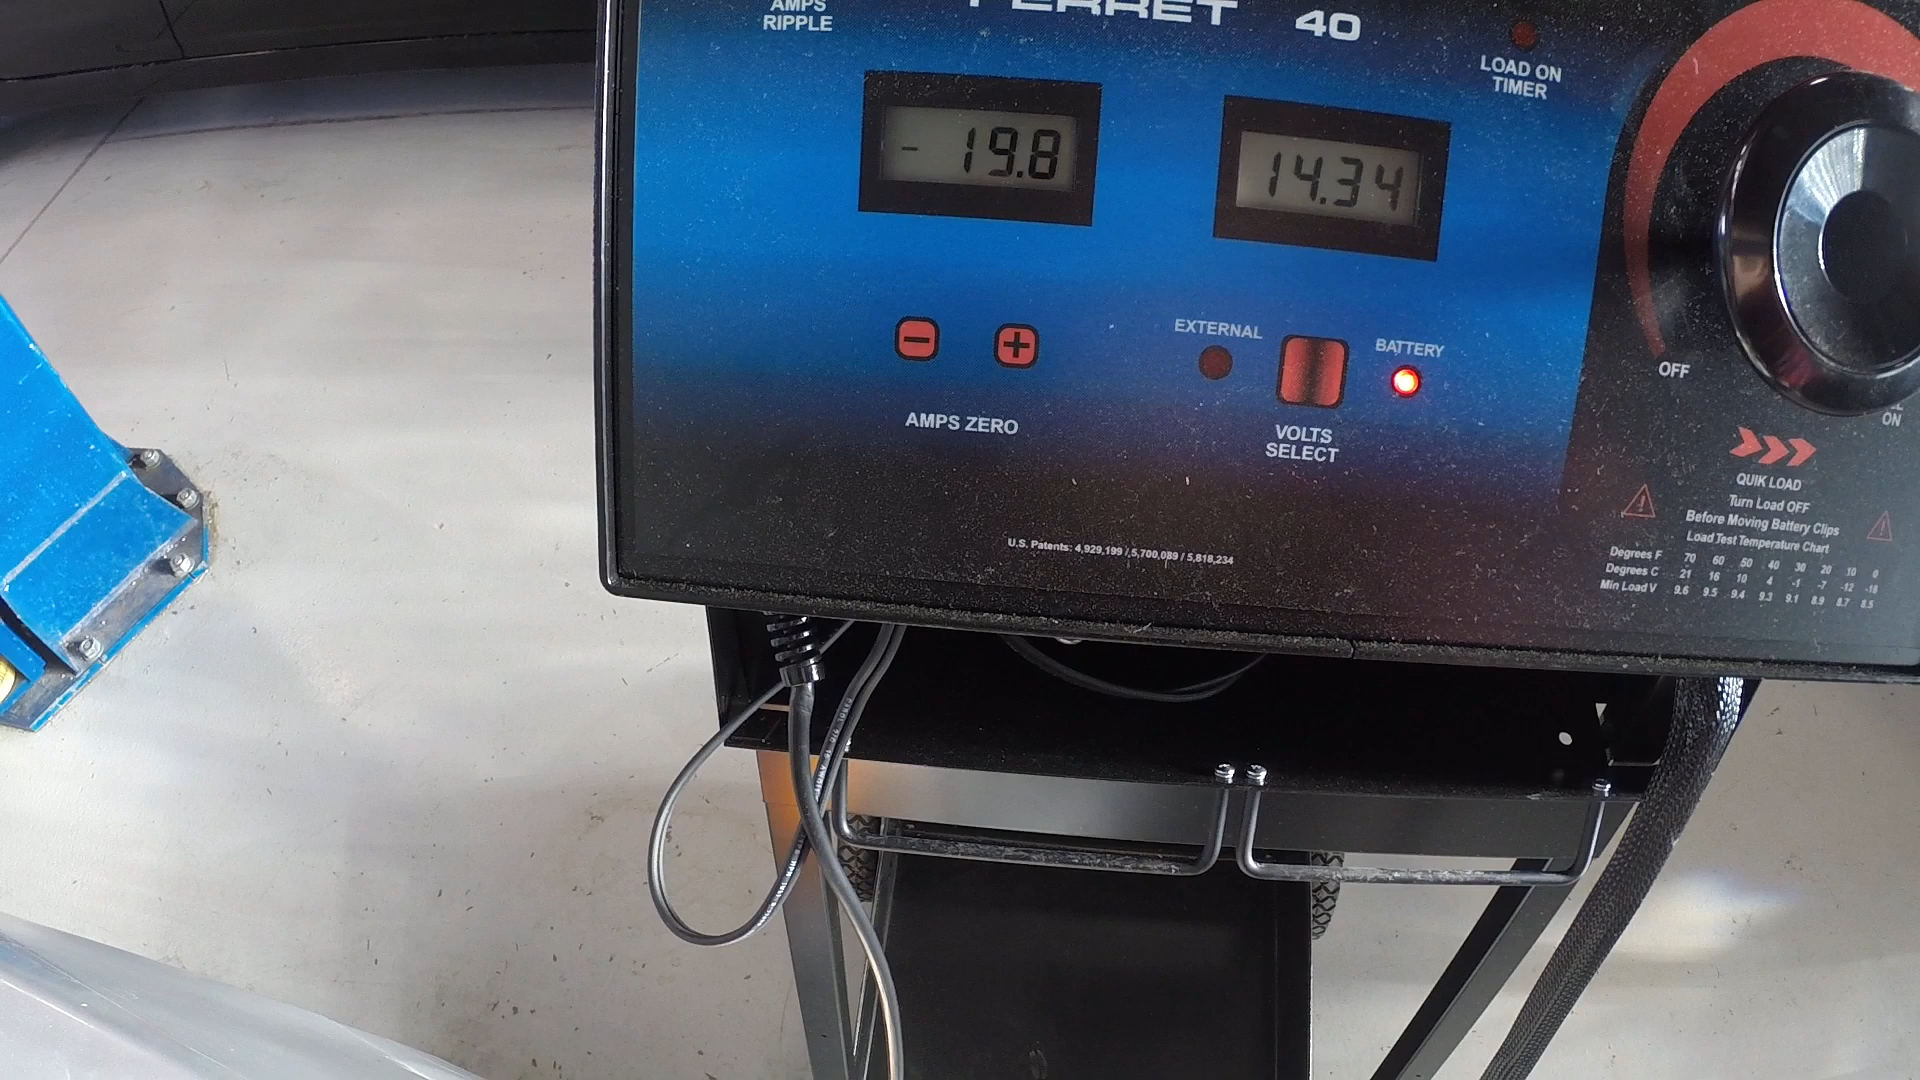 AMPS
RIPPLE
FERRET 40
LOAD ON
TIMER
- 19.8
14.34
EXTERNAL
BATTERY
OFF
ON
AMPS ZERO
VOLTS
SELECT
QUIK LOAD
Turn Load OFF
Before Moving Battery Clips
Load Test Temperature Chart
Degrees F 70 60 50 40 30 20 10 0
Degrees C 21 16 10 4 -1 -7 -12 -18
Min Load V 9.6 9.5 9.4 9.3 9.1 8.9 8.7 8.5
U.S. Patents: 4,929,199 / 5,700,089 / 5,818,234